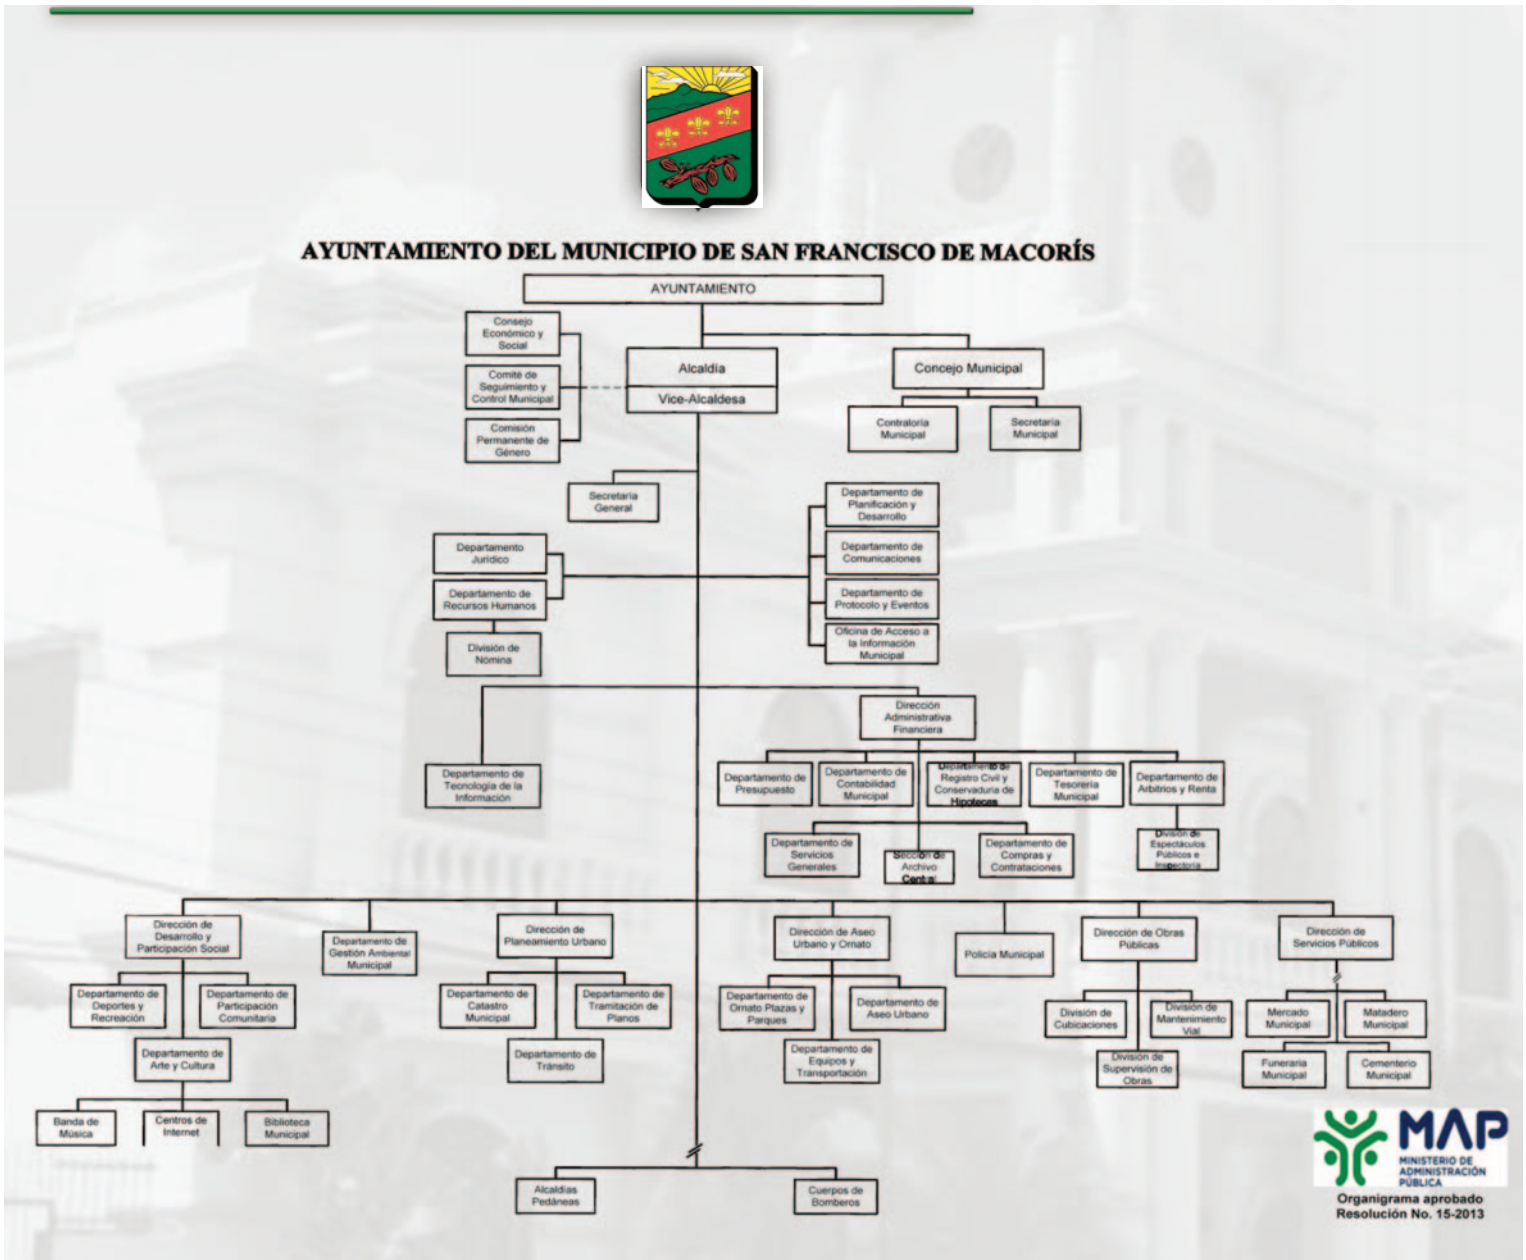 AYUNTAMIENTO DEL MUNICIPIO DE SAN FRANCISCO DE MACORÍS
AYUNTAMIENTO
Consejo
Económico y
Social
Comité de
Seguimiento y
Control Municipal
Comisión
Permanente de
Género
Alcaldía
Vice-Alcaldesa
Concejo Municipal
Contraloría
Municipal
Secretaría
Municipal
Secretaría
General
Departamento
Jurídico
Departamento de
Recursos Humanos
División de
Nómina
Departamento de
Planificación y
Desarrollo
Departamento de
Comunicaciones
Departamento de
Protocolo y Eventos
Oficina de Acceso a
la Información
Municipal
Departamento de
Tecnología de la
Información
Dirección
Administrativa
Financiera
Departamento de
Presupuesto
Departamento de
Contabilidad
Municipal
Departamento de
Registro Civil y
Conservaduria de
Hipotecas
Departamento de
Tesorería
Municipal
Departamento de
Arbitrios y Renta
Departamento de
Servicios
Generales
Sección de
Archivo
Central
Departamento de
Compras y
Contrataciones
División de
Espectáculos
Públicos e
Inspectoría
Dirección de
Desarrollo y
Participación Social
Departamento de
Gestión Ambiental
Municipal
Dirección de
Planeamiento Urbano
Dirección de Aseo
Urbano y Ornato
Policía Municipal
Dirección de Obras
Públicas
Dirección de
Servicios Públicos
Departamento de
Deportes y
Recreación
Departamento de
Participación
Comunitaria
Departamento de
Arte y Cultura
Banda de
Música
Centros de
Internet
Biblioteca
Municipal
Departamento de
Catastro
Municipal
Departamento de
Tramitación de
Planos
Departamento de
Tránsito
Departamento de
Ornato Plazas y
Parques
Departamento de
Aseo Urbano
Departamento de
Equipos y
Transportación
División de
Cubicaciones
División de
Mantenimiento
Vial
División de
Supervisión de
Obras
Mercado
Municipal
Matadero
Municipal
Funeraria
Municipal
Cementerio
Municipal
Alcaldías
Pedáneas
Cuerpos de
Bomberos
MAP
MINISTERIO DE
ADMINISTRACIÓN
PÚBLICA
Organigrama aprobado
Resolución No. 15-2013